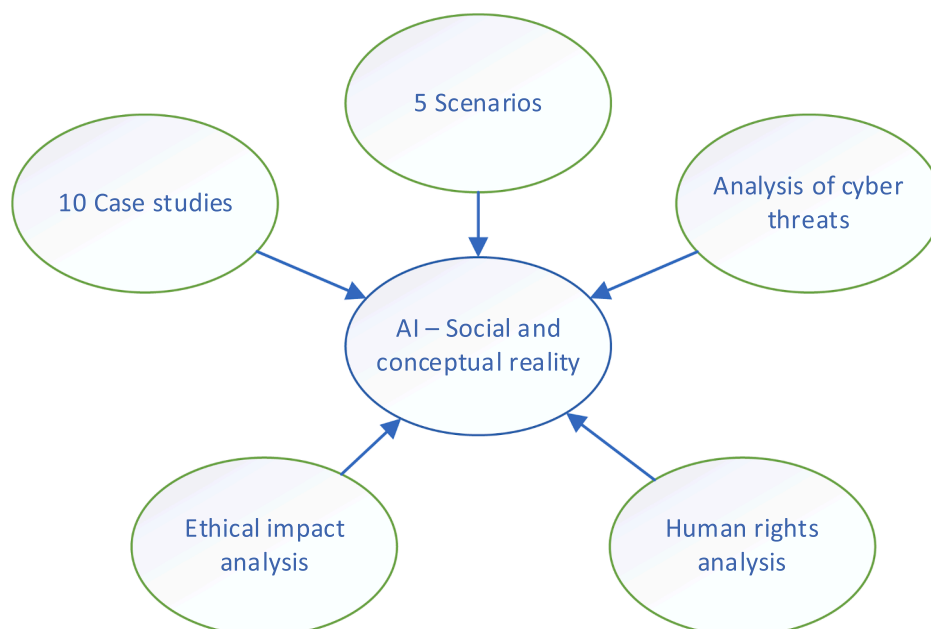 5 Scenarios
10 Case studies
Analysis of cyber
threats
AI – Social and
conceptual reality
Ethical impact
analysis
Human rights
analysis